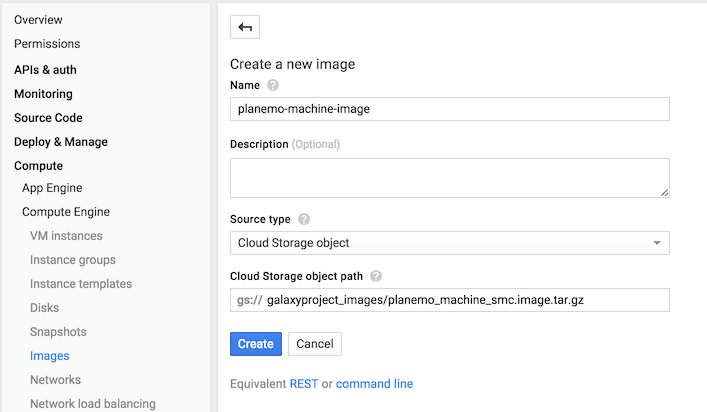 Overview
Permissions
APIs & auth
Monitoring
Source Code
Deploy & Manage
Compute
App Engine
Compute Engine
VM instances
Instance groups
Instance templates
Disks
Snapshots
Images
Networks
Network load balancing
Create a new image
Name ?
planemo-machine-image
Description (Optional)
Source type ?
Cloud Storage object
Cloud Storage object path ?
gs:// galaxyproject_images/planemo_machine_smc.image.tar.gz
Create Cancel
Equivalent REST or command line